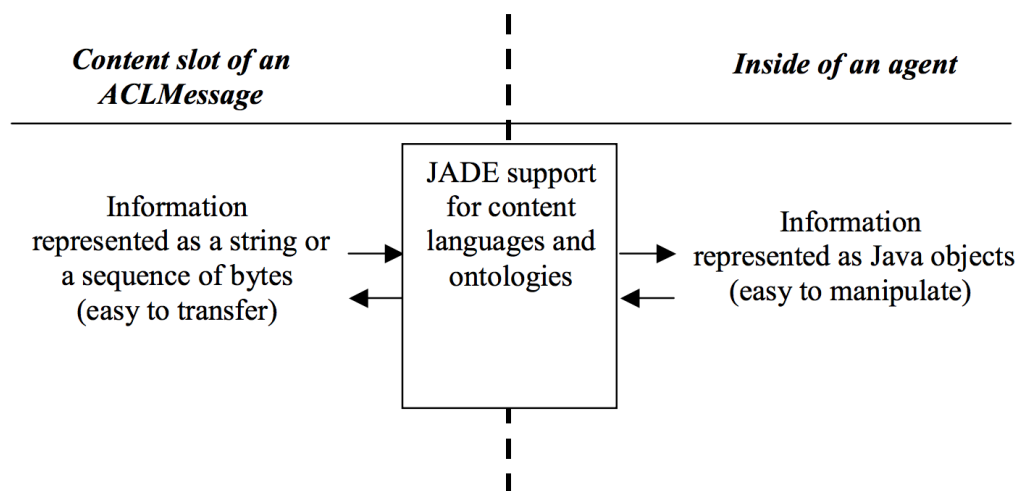 Content slot of an
ACLMessage
Inside of an agent
Information
represented as a string or
a sequence of bytes
(easy to transfer)
JADE support
for content
languages and
ontologies
Information
represented as Java objects
(easy to manipulate)